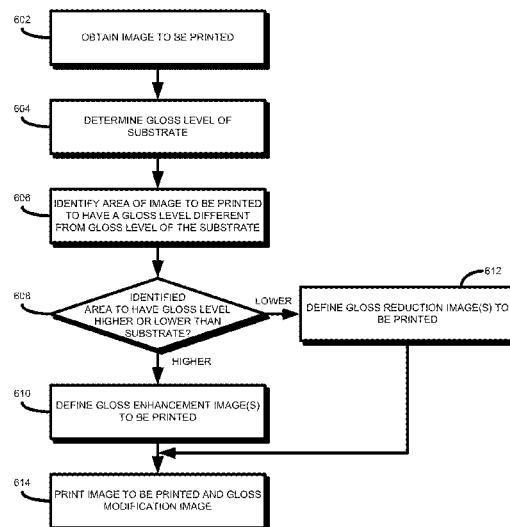 602
OBTAIN IMAGE TO BE PRINTED
604
DETERMINE GLOSS LEVEL OF
SUBSTRATE
606
IDENTIFY AREA OF IMAGE TO BE PRINTED
TO HAVE A GLOSS LEVEL DIFFERENT
FROM GLOSS LEVEL OF THE SUBSTRATE
608
IDENTIFIED
AREA TO HAVE GLOSS LEVEL
HIGHER OR LOWER THAN
SUBSTRATE?
LOWER
612
DEFINE GLOSS REDUCTION IMAGE(S) TO
BE PRINTED
HIGHER
610
DEFINE GLOSS ENHANCEMENT IMAGE(S)
TO BE PRINTED
614
PRINT IMAGE TO BE PRINTED AND GLOSS
MODIFICATION IMAGE